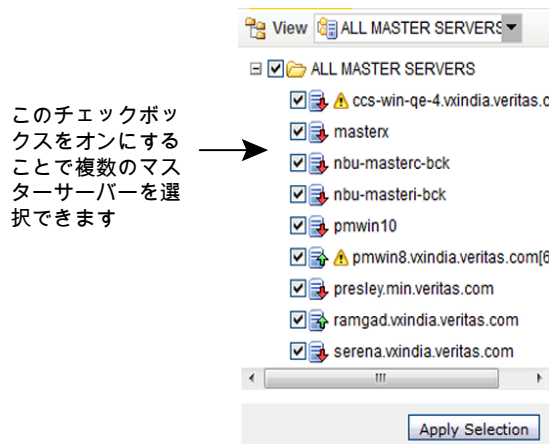 View ALL MASTER SERVERS
ALL MASTER SERVERS
ccs-win-qe-4.vxindia.veritas.c
masterx
nbu-masterc-bck
nbu-masteri-bck
pmwin10
pmwin8.vxindia.veritas.com[6
presley.min.veritas.com
ramgad.vxindia.veritas.com
serena.vxindia.veritas.com
Apply Selection
このチェックボッ
クスをオンにする
ことで複数のマス
ターサーバーを選
択できます